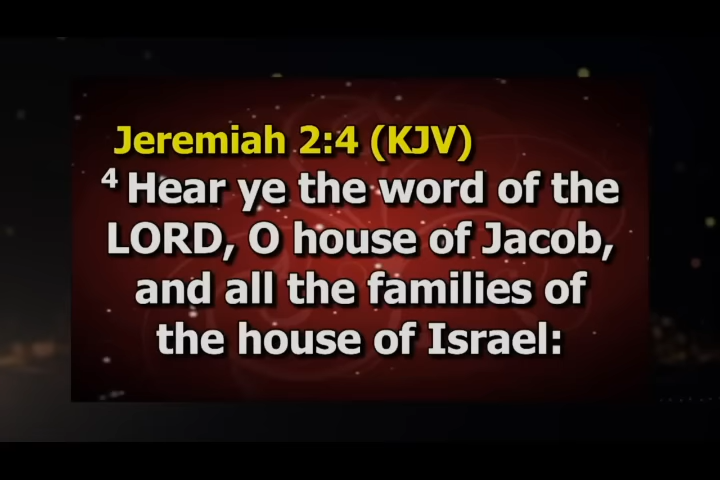 Jeremiah 2:4 (KJV)
4 Hear ye the word of the
LORD, O house of Jacob,
and all the families of
the house of Israel: